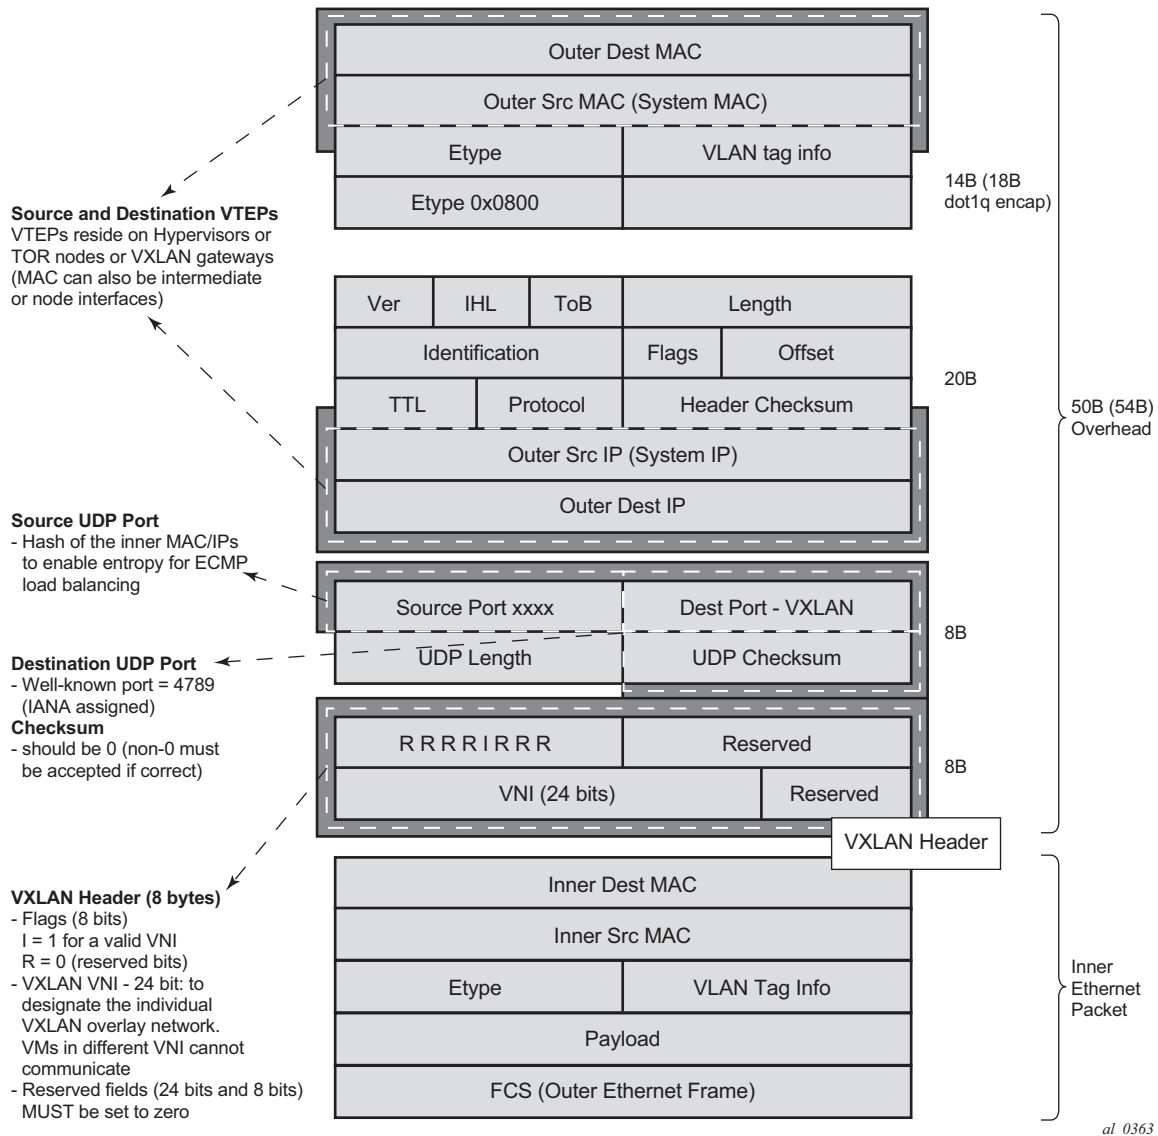 Outer Dest MAC
Outer Src MAC (System MAC)
Etype
VLAN tag info
Etype 0x0800
14B (18B
dot1q encap)
Source and Destination VTEPs
VTEPs reside on Hypervisors or
TOR nodes or VXLAN gateways
(MAC can also be intermediate
or node interfaces)
Ver
IHL
ToB
Length
Identification
Flags
Offset
TTL
Protocol
Header Checksum
Outer Src IP (System IP)
Outer Dest IP
20B
50B (54B)
Overhead
Source UDP Port
- Hash of the inner MAC/IPs
to enable entropy for ECMP
load balancing
Source Port xxxx
Dest Port - VXLAN
UDP Length
UDP Checksum
8B
Destination UDP Port
- Well-known port = 4789
(IANA assigned)
Checksum
- should be 0 (non-0 must
be accepted if correct)
R R R R I R R R
Reserved
VNI (24 bits)
Reserved
8B
VXLAN Header
VXLAN Header (8 bytes)
- Flags (8 bits)
I = 1 for a valid VNI
R = 0 (reserved bits)
- VXLAN VNI - 24 bit: to
designate the individual
VXLAN overlay network.
VMs in different VNI cannot
communicate
- Reserved fields (24 bits and 8 bits)
MUST be set to zero
Inner Dest MAC
Inner Src MAC
Etype
VLAN Tag Info
Payload
FCS (Outer Ethernet Frame)
Inner
Ethernet
Packet
al_0363